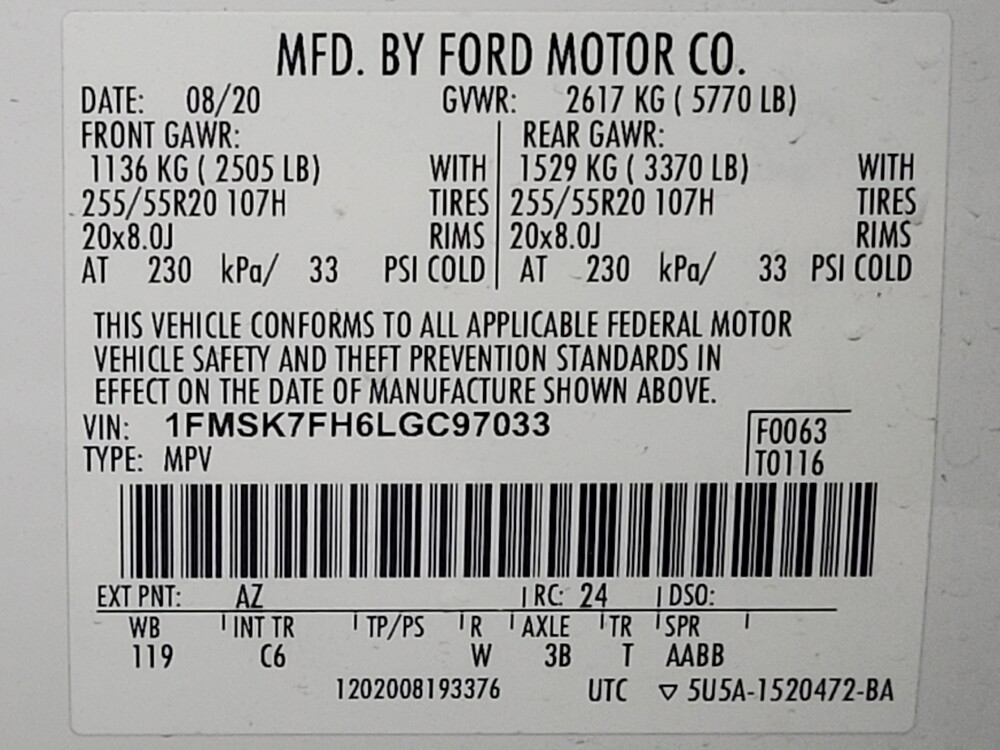 MFD. BY FORD MOTOR CO.
DATE: 08/20 GVWR: 2617 KG ( 5770 LB)
FRONT GAWR: REAR GAWR:
1136 KG ( 2505 LB) WITH 1529 KG ( 3370 LB) WITH
255/55R20 107H TIRES 255/55R20 107H TIRES
20x8.0J RIMS 20x8.0J RIMS
AT 230 kPa/ 33 PSI COLD AT 230 kPa/ 33 PSI COLD
THIS VEHICLE CONFORMS TO ALL APPLICABLE FEDERAL MOTOR
VEHICLE SAFETY AND THEFT PREVENTION STANDARDS IN
EFFECT ON THE DATE OF MANUFACTURE SHOWN ABOVE.
VIN: 1FMSK7FH6LGC97033 F0063
TYPE: MPV T0116
EXT PNT: AZ RC: 24 DSO:
WB INT TR TP/PS R AXLE TR SPR
119 C6 W 3B T AABB
1202008193376 UTC ▽ 5U5A-1520472-BA